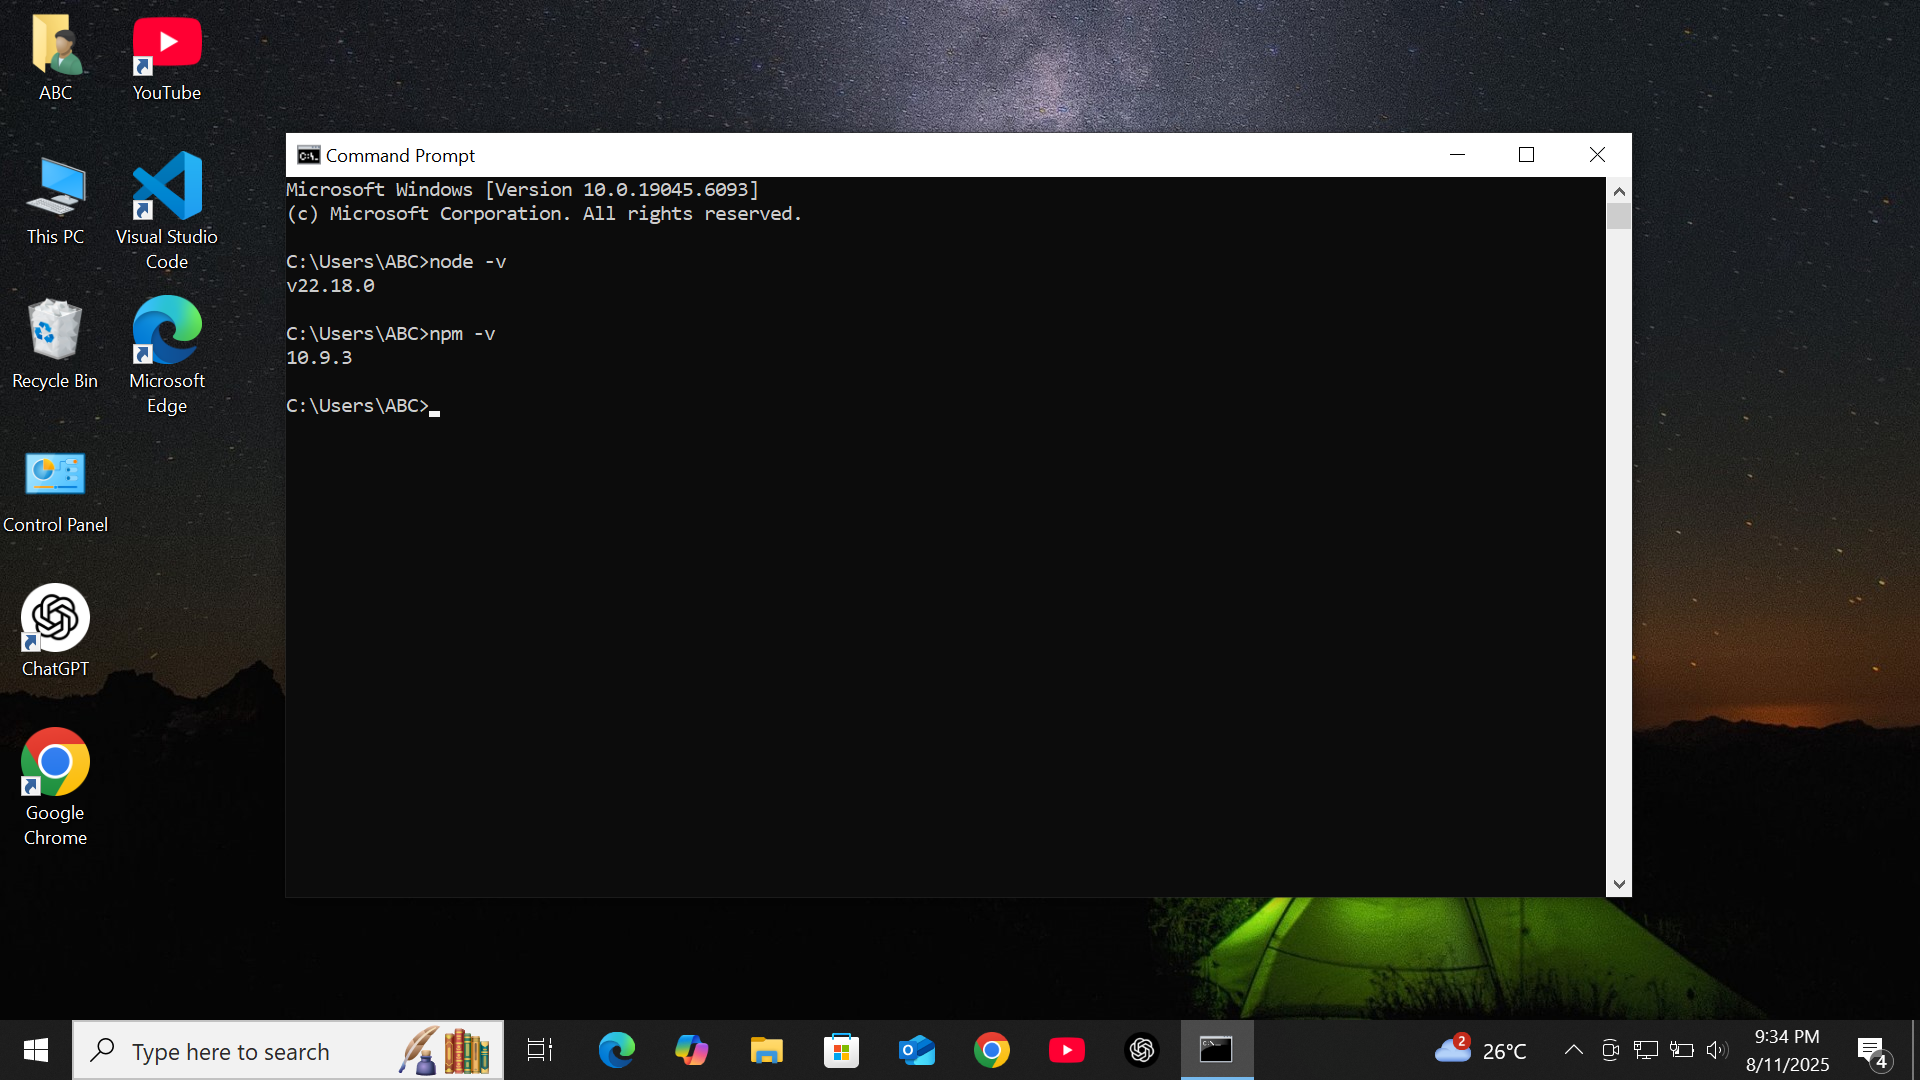 ABC
YouTube
This PC
Visual Studio
Code
Recycle Bin
Microsoft
Edge
Control Panel
ChatGPT
Google
Chrome
Command Prompt
Microsoft Windows [Version 10.0.19045.6093]
(c) Microsoft Corporation. All rights reserved.
C:\Users\ABC>node -v
v22.18.0
C:\Users\ABC>npm -v
10.9.3
C:\Users\ABC>
Type here to search
2
26°C
9:34 PM
8/11/2025
4